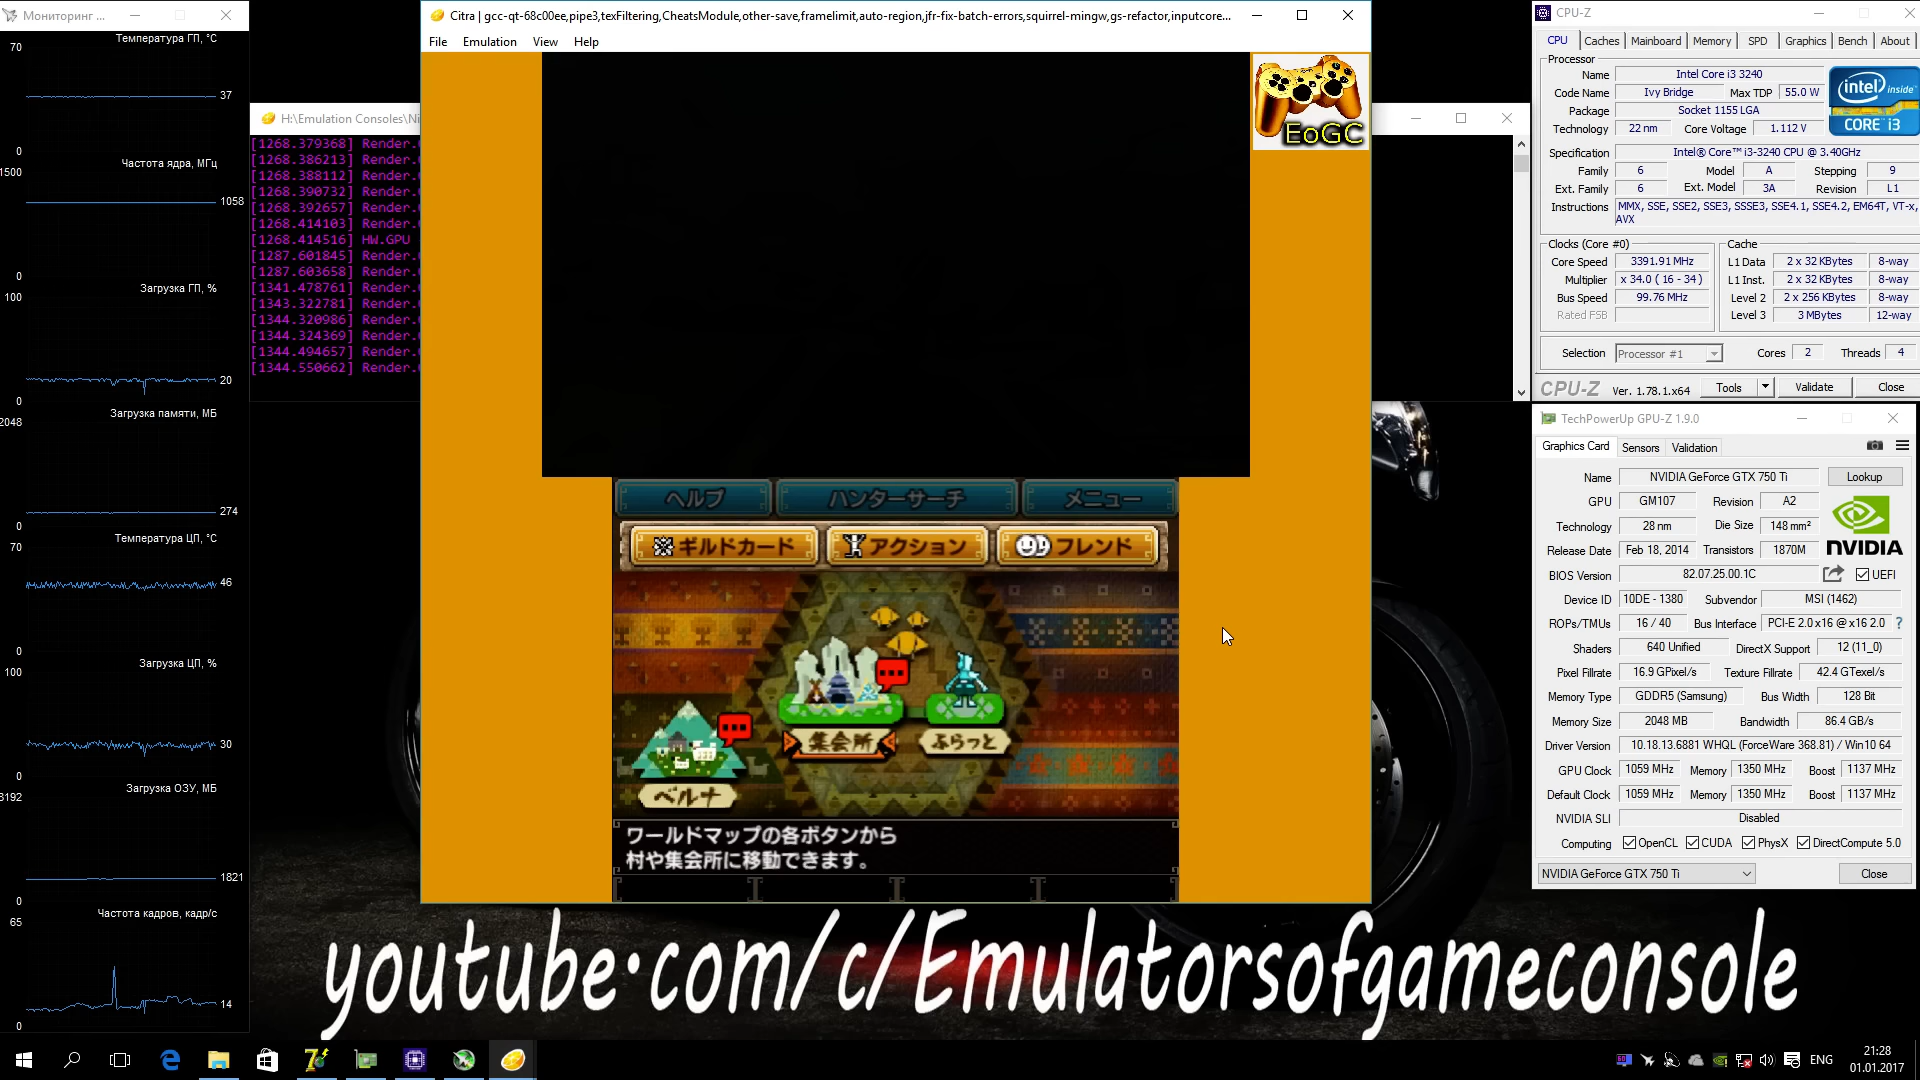 Мониторинг ...
Температура ГП, °C
70
37
0
Частота ядра, МГц
1500
1058
0
Загрузка ГП, %
100
20
0
Загрузка памяти, МБ
2048
274
0
Температура ЦП, °C
70
46
0
Загрузка ЦП, %
100
30
0
Загрузка ОЗУ, МБ
8192
1821
0
Частота кадров, кадр/с
65
14
0
H:\Emulation Consoles\Ni
[1268.379368] Render.
[1268.386213] Render.
[1268.388112] Render.
[1268.390732] Render.
[1268.392657] Render.
[1268.414103] Render.
[1268.414516] HW.GPU
[1287.601845] Render.
[1287.603658] Render.
[1341.478761] Render.
[1343.322781] Render.
[1344.320986] Render.
[1344.324369] Render.
[1344.494657] Render.
[1344.550662] Render.
Citra | gcc-qt-68c00ee,pipe3,texFiltering,CheatsModule,other-save,framelimit,auto-region,jfr-fix-batch-errors,squirrel-mingw,gs-refactor,inputcore...
File Emulation View Help
EoGC
ヘルプ ハンターサーチ メニュー
ギルドカード アクション フレンド
集会所 ふらっと
ベルナ
ワールドマップの各ボタンから
村や集会所に移動できます。
CPU-Z
CPU Caches Mainboard Memory SPD Graphics Bench About
Processor
Name Intel Core i3 3240
Code Name Ivy Bridge Max TDP 55.0 W
Package Socket 1155 LGA
Technology 22 nm Core Voltage 1.112 V
intel inside™
CORE i3
Specification Intel® Core™ i3-3240 CPU @ 3.40GHz
Family 6 Model A Stepping 9
Ext. Family 6 Ext. Model 3A Revision L1
Instructions MMX, SSE, SSE2, SSE3, SSSE3, SSE4.1, SSE4.2, EM64T, VT-x,
AVX
Clocks (Core #0)
Core Speed 3391.91 MHz
Multiplier x 34.0 ( 16 - 34 )
Bus Speed 99.76 MHz
Rated FSB
Cache
L1 Data 2 x 32 KBytes 8-way
L1 Inst. 2 x 32 KBytes 8-way
Level 2 2 x 256 KBytes 8-way
Level 3 3 MBytes 12-way
Selection Processor #1 Cores 2 Threads 4
CPU-Z Ver. 1.78.1.x64 Tools Validate Close
TechPowerUp GPU-Z 1.9.0
Graphics Card Sensors Validation
Name NVIDIA GeForce GTX 750 Ti Lookup
GPU GM107 Revision A2
Technology 28 nm Die Size 148 mm²
Release Date Feb 18, 2014 Transistors 1870M
NVIDIA
BIOS Version 82.07.25.00.1C UEFI
Device ID 10DE - 1380 Subvendor MSI (1462)
ROPs/TMUs 16 / 40 Bus Interface PCI-E 2.0 x16 @ x16 2.0 ?
Shaders 640 Unified DirectX Support 12 (11_0)
Pixel Fillrate 16.9 GPixel/s Texture Fillrate 42.4 GTexel/s
Memory Type GDDR5 (Samsung) Bus Width 128 Bit
Memory Size 2048 MB Bandwidth 86.4 GB/s
Driver Version 10.18.13.6881 WHQL (ForceWare 368.81) / Win10 64
GPU Clock 1059 MHz Memory 1350 MHz Boost 1137 MHz
Default Clock 1059 MHz Memory 1350 MHz Boost 1137 MHz
NVIDIA SLI Disabled
Computing OpenCL CUDA PhysX DirectCompute 5.0
NVIDIA GeForce GTX 750 Ti Close
youtube.com/c/Emulatorsofgameconsole
ENG
21:28
01.01.2017